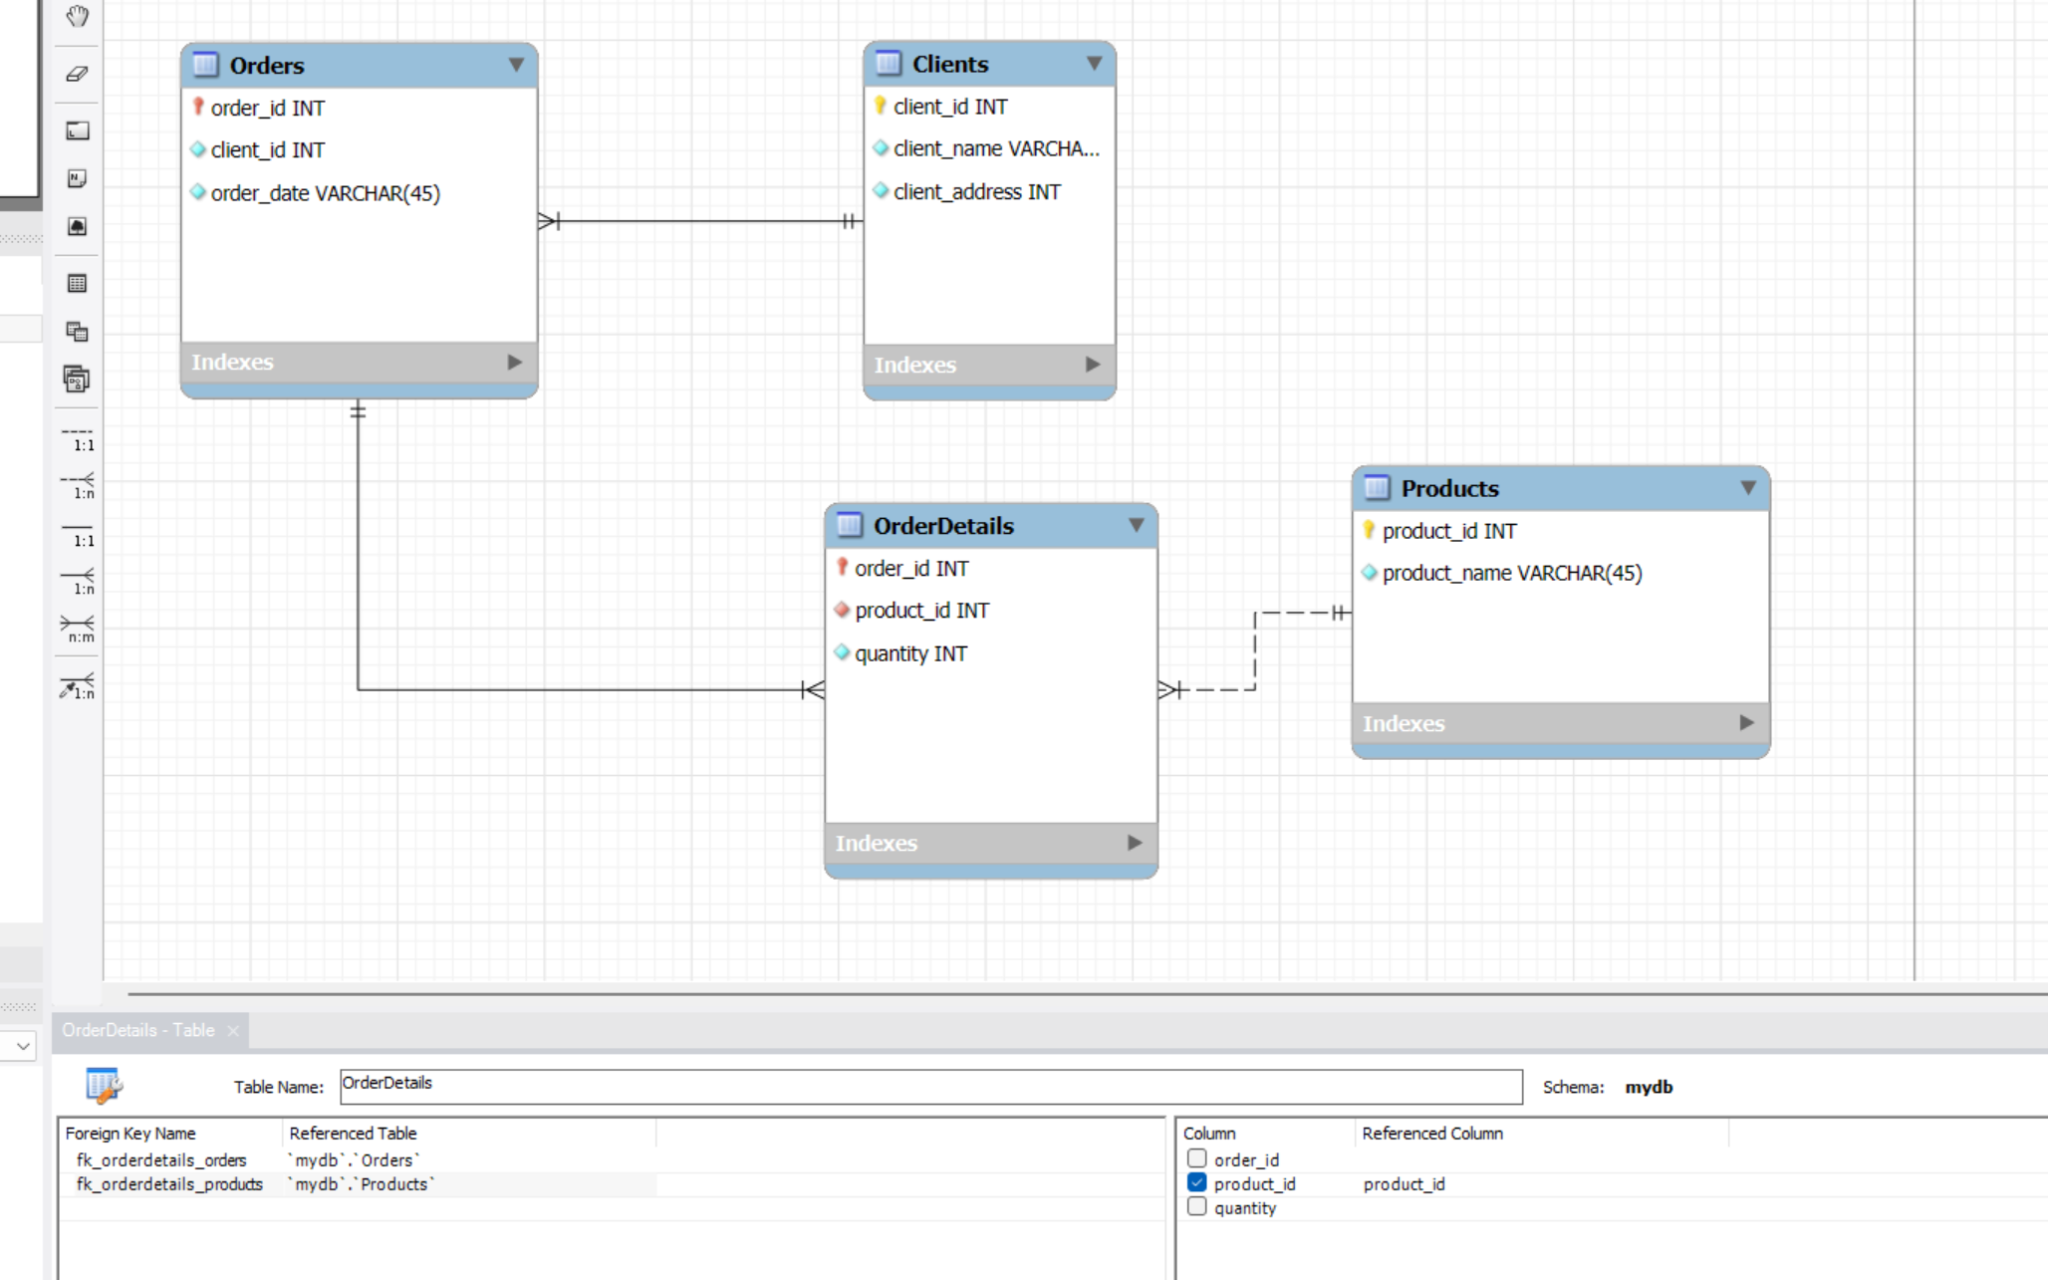 Orders
order_id INT
client_id INT
order_date VARCHAR(45)
Indexes
Clients
client_id INT
client_name VARCHA...
client_address INT
Indexes
1:1
1:n
1:1
1:n
n:m
1:n
OrderDetails
order_id INT
product_id INT
quantity INT
Indexes
Products
product_id INT
product_name VARCHAR(45)
Indexes
OrderDetails - Table
Table Name: OrderDetails Schema: mydb
Foreign Key Name Referenced Table
fk_orderdetails_orders `mydb`.`Orders`
fk_orderdetails_products `mydb`.`Products`
Column Referenced Column
order_id
product_id product_id
quantity